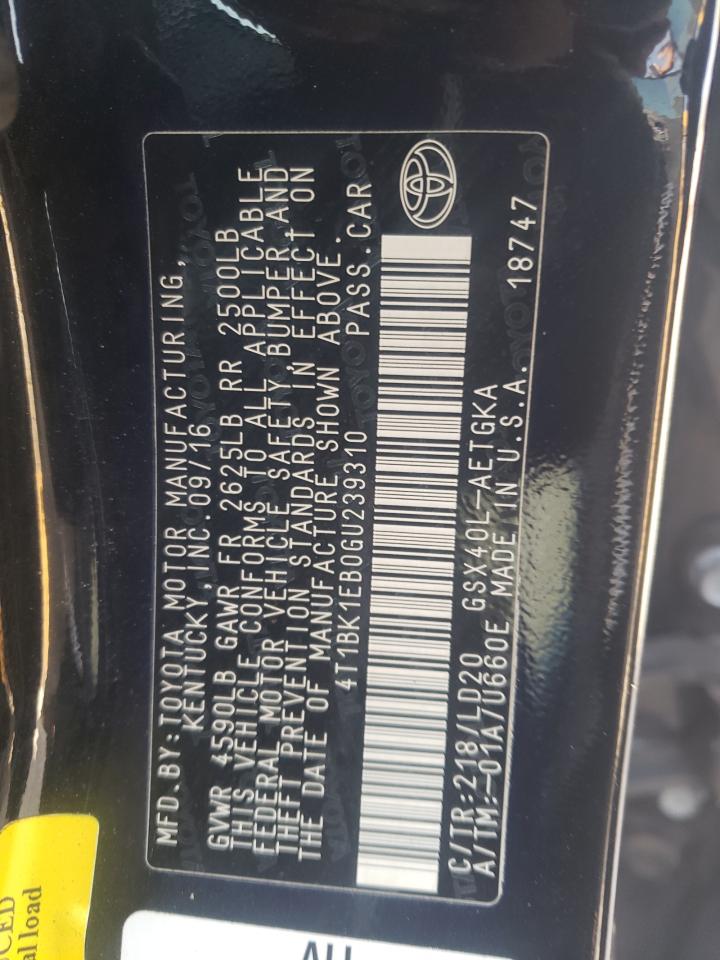 MFD.BY:TOYOTA MOTOR MANUFACTURING,
KENTUCKY, INC.09/16
GVWR 4590LB GAWR FR 2625LB RR 2500LB
THIS VEHICLE CONFORMS TO ALL APPLICABLE
FEDERAL MOTOR VEHICLE SAFETY,BUMPER,AND
THEFT PREVENTION STANDARDS IN EFFECT ON
THE DATE OF MANUFACTURE SHOWN ABOVE.
4T1BK1EB0GU239310 PASS.CAR
C/TR:218/LD20 GSX40L-AETGKA
A/TM:-01A/U660E MADE IN U.S.A. 18747
al load